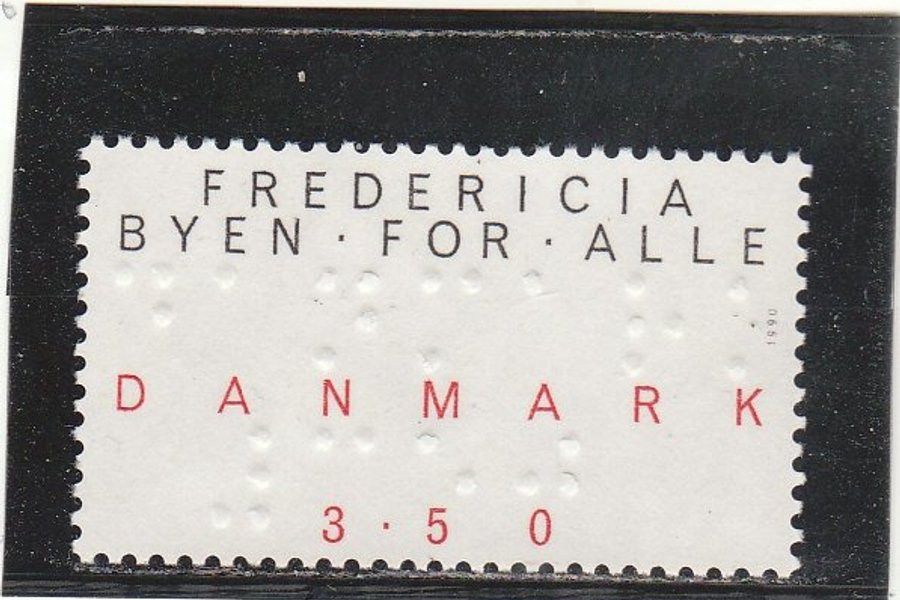 FREDERICIA
BYEN · FOR · ALLE
⠙⠁⠝⠍⠁⠗⠅
1990
DANMARK
⠼⠉⠂⠑⠚
3·50